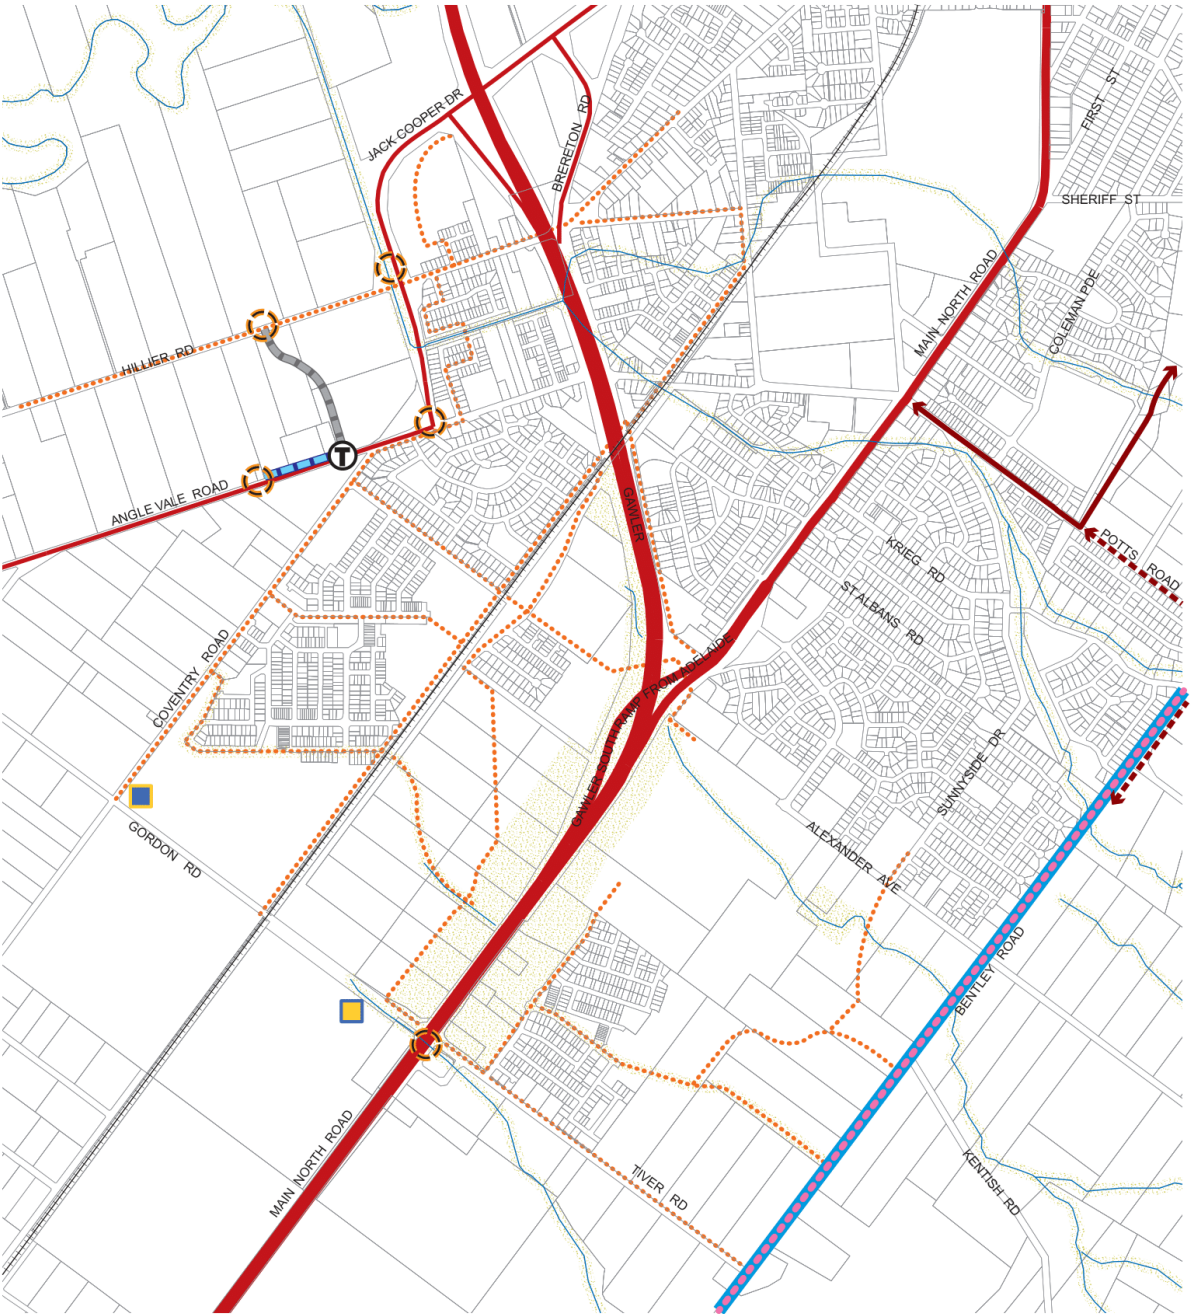 FIRST ST
JACK COOPER DR
BRERETON RD
SHERIFF ST
MAIN NORTH ROAD
COLEMAN PDE
HILLIER RD
ANGLE VALE ROAD
T
GAWLER
KRIEG RD
POTTS ROAD
ST ALBANS RD
COVENTRY ROAD
GAWLER SOUTH RAMP FROM ADELAIDE
SUNNYSIDE DR
GORDON RD
ALEXANDER AVE
BENTLEY ROAD
MAIN NORTH ROAD
TIVER RD
KENTISH RD